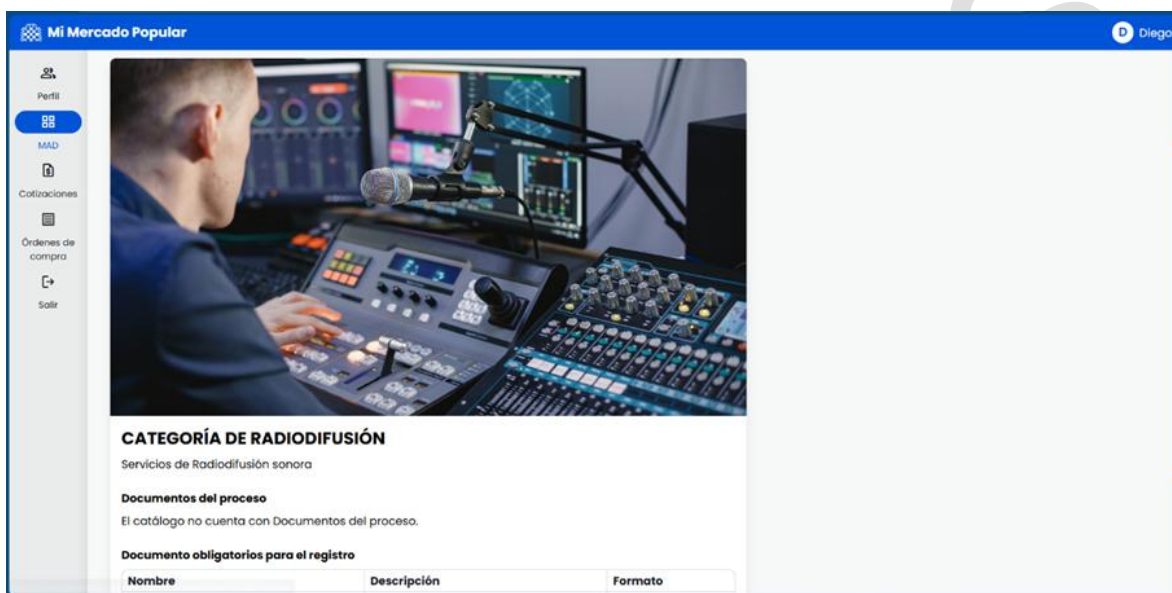 Mi Mercado Popular
D Diego
Perfil
MAD
Cotizaciones
Órdenes de
compra
Salir
CATEGORÍA DE RADIODIFUSIÓN
Servicios de Radiodifusión sonora
Documentos del proceso
El catálogo no cuenta con Documentos del proceso.
Documento obligatorios para el registro
Nombre Descripción Formato